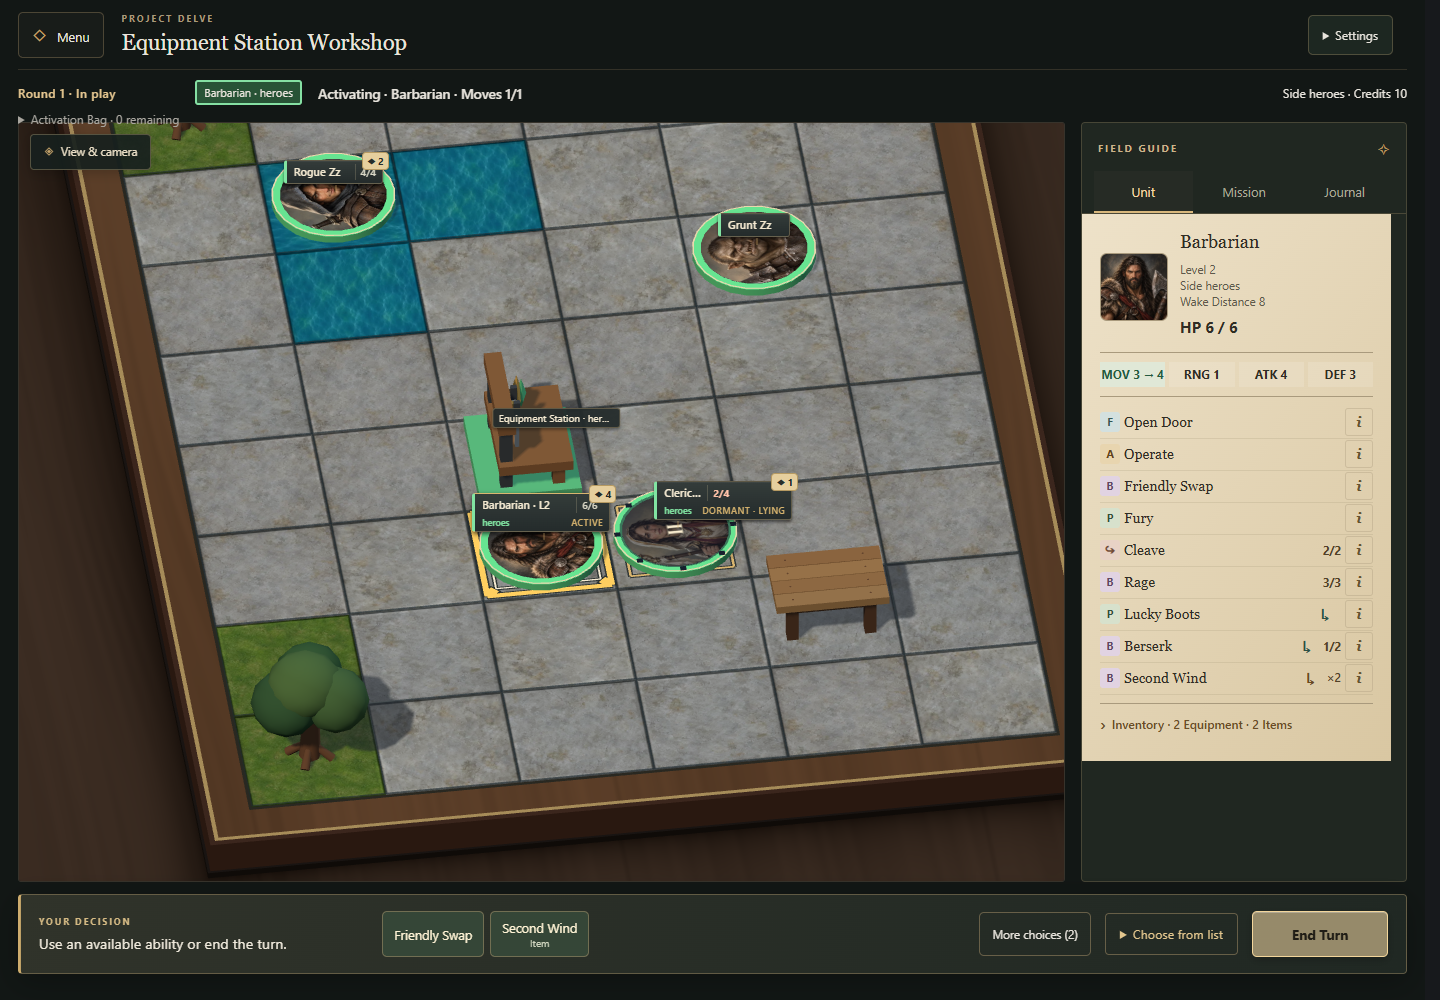 Menu
PROJECT DELVE
Equipment Station Workshop
Settings
Round 1 · In play
Barbarian · heroes
Activating · Barbarian · Moves 1/1
Side heroes · Credits 10
Activation Bag · 0 remaining
View & camera
Rogue Zz 4/4
2
Grunt Zz
Equipment Station · her...
Barbarian · L2 6/6
4
heroes ACTIVE
Cleric... 2/4
1
heroes DORMANT · LYING
FIELD GUIDE
Unit Mission Journal
Barbarian
Level 2
Side heroes
Wake Distance 8
HP 6 / 6
MOV 3 → 4 RNG 1 ATK 4 DEF 3
F Open Door i
A Operate i
B Friendly Swap i
P Fury i
Cleave 2/2 i
B Rage 3/3 i
P Lucky Boots i
B Berserk 1/2 i
B Second Wind ×2 i
› Inventory · 2 Equipment · 2 Items
YOUR DECISION
Use an available ability or end the turn.
Friendly Swap
Second Wind
Item
More choices (2)
Choose from list
End Turn